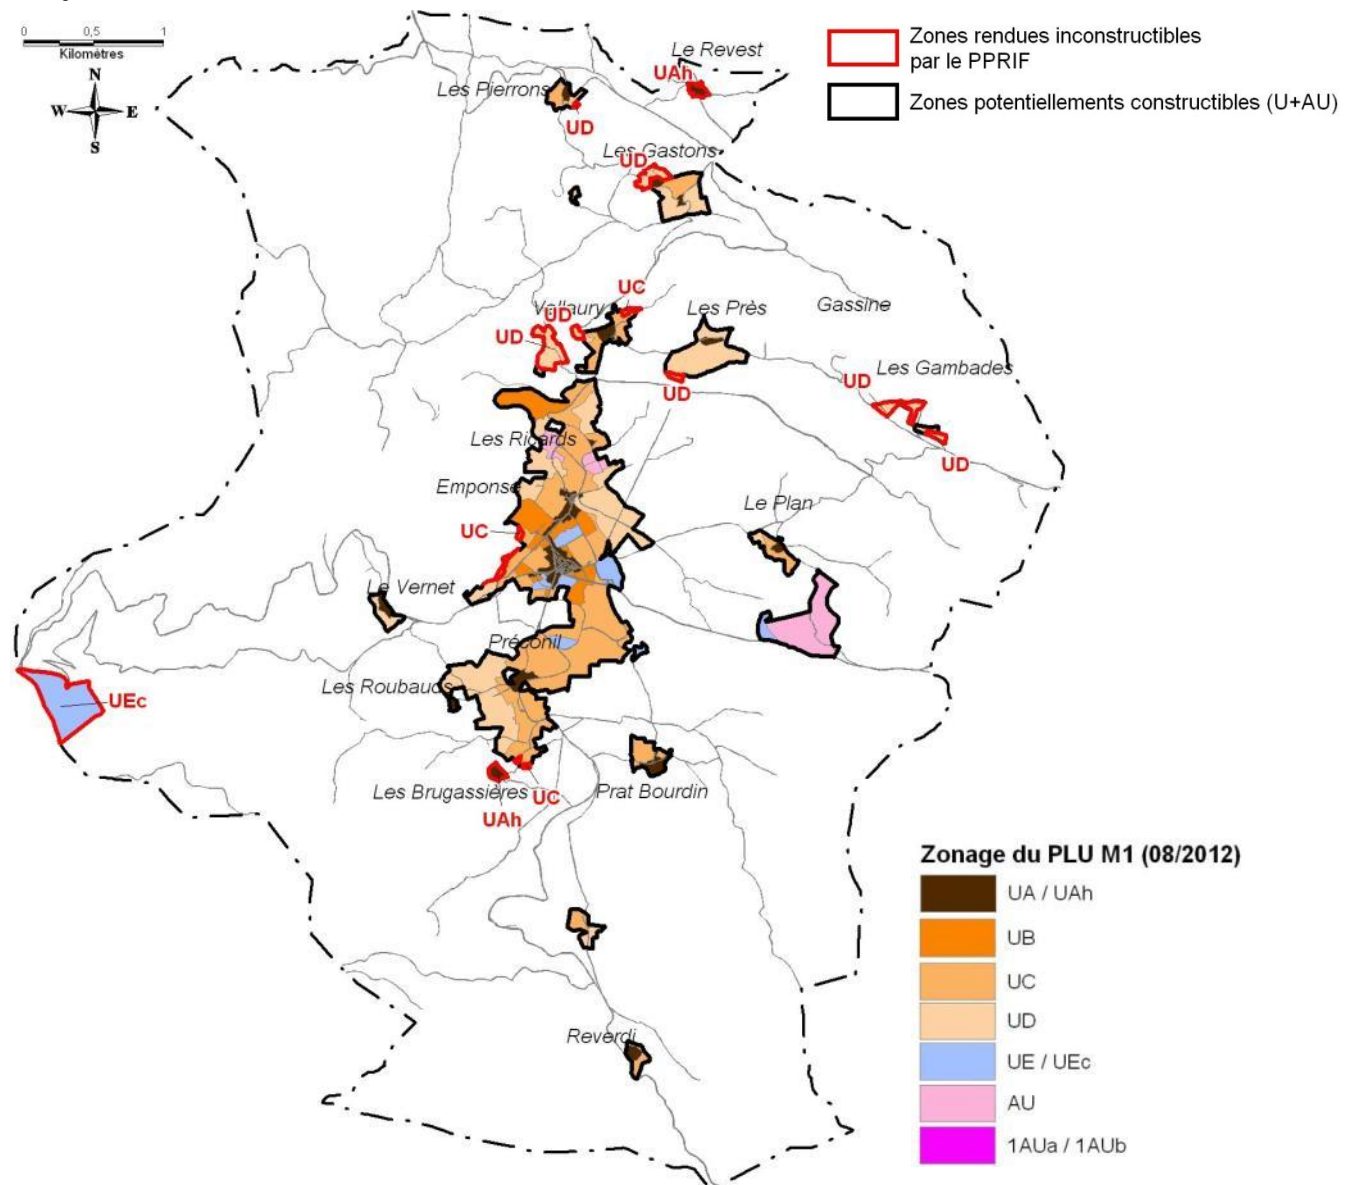 0 0,5 1
Kilomètres
N
W E
S
Zones rendues inconstructibles
par le PPRIF
Zones potentiellements constructibles (U+AU)
Le Revest
UAh
Les Pierrons
UD
Les Gastons
UD
UC
Vallaury
UD
UD
Les Près
Gassine
UD
Les Gambades
UD
UD
Les Ricards
Emponse
UC
Le Plan
Le Vernet
Préconil
Les Roubauds
UEc
Les Brugassières
UC
UAh
Prat Bourdin
Reverdi
Zonage du PLU M1 (08/2012)
UA / UAh
UB
UC
UD
UE / UEc
AU
1AUa / 1AUb